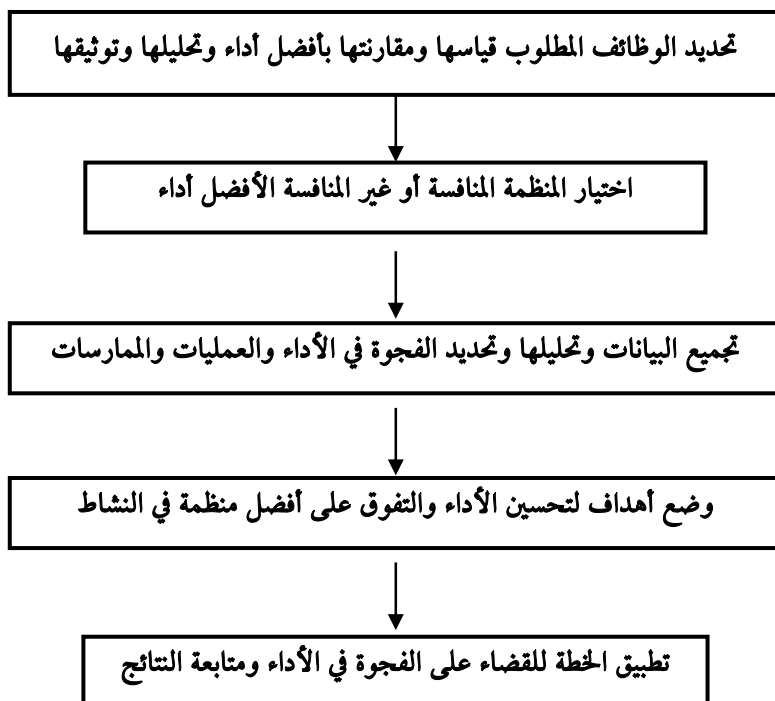 تحديد الوظائف المطلوب قياسها ومقارنتها بأفضل أداء وتحليلها وتوثيقها
اختيار المنظمة المنافسة أو غير المنافسة الأفضل أداء
تجميع البيانات وتحليلها وتحديد الفجوة في الأداء والعمليات والممارسات
وضع أهداف لتحسين الأداء والتفوق على أفضل منظمة في النشاط
تطبيق الخطة للقضاء على الفجوة في الأداء ومتابعة النتائج